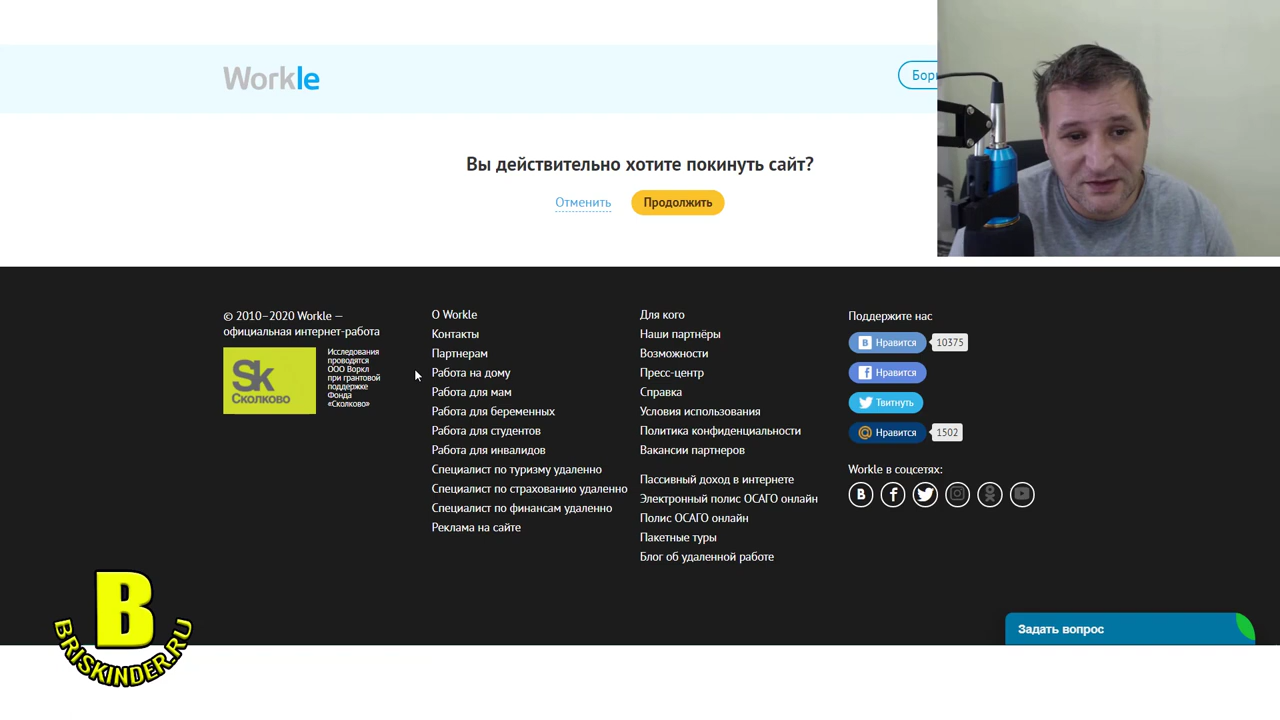 Workle
Вы действительно хотите покинуть сайт?
Отменить
Продолжить
© 2010–2020 Workle —
официальная интернет-работа
Sk
Сколково
Исследования
проводятся
ООО Воркл
при грантовой
поддержке
Фонда
«Сколково»
О Workle
Контакты
Партнерам
Работа на дому
Работа для мам
Работа для беременных
Работа для студентов
Работа для инвалидов
Специалист по туризму удаленно
Специалист по страхованию удаленно
Специалист по финансам удаленно
Реклама на сайте
Для кого
Наши партнёры
Возможности
Пресс-центр
Справка
Условия использования
Политика конфиденциальности
Вакансии партнеров
Пассивный доход в интернете
Электронный полис ОСАГО онлайн
Полис ОСАГО онлайн
Пакетные туры
Блог об удаленной работе
Поддержите нас
Нравится
10375
Нравится
Твитнуть
Нравится
1502
Workle в соцсетях:
Задать вопрос
B
BRISKINDER.RU